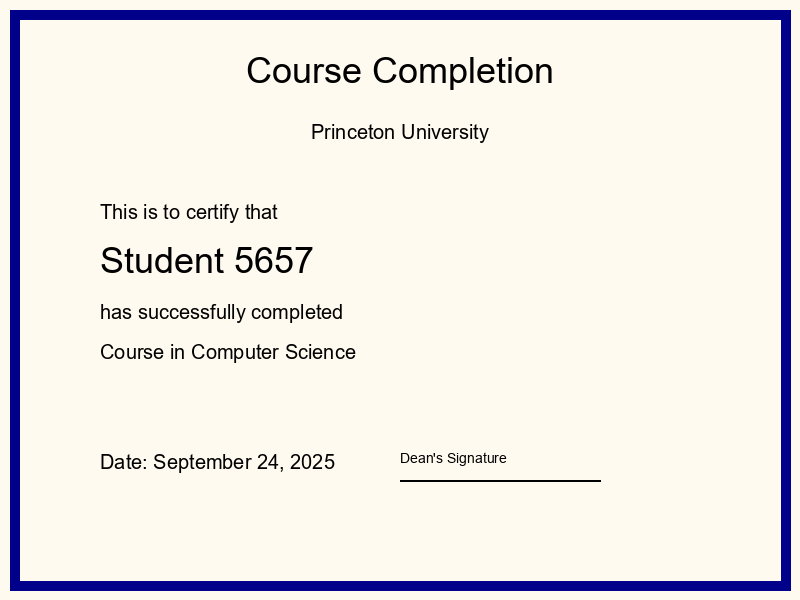 Course Completion
Princeton University
This is to certify that
Student 5657
has successfully completed
Course in Computer Science
Date: September 24, 2025
Dean's Signature